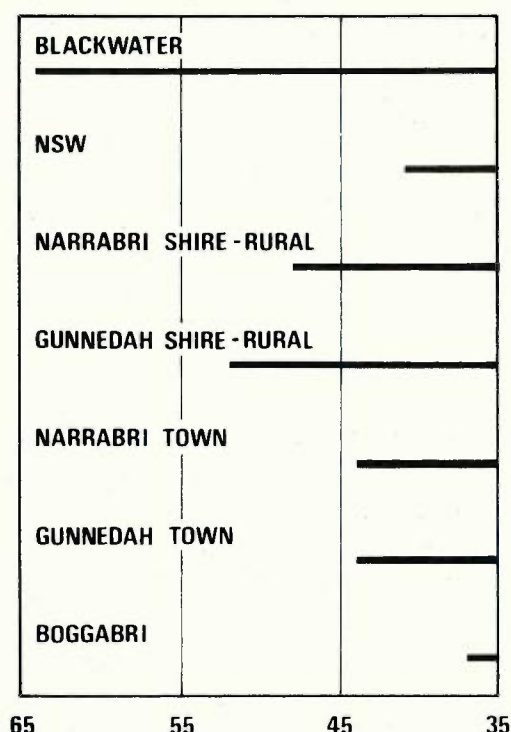 BLACKWATER
NSW
NARRABRI SHIRE-RURAL
GUNNEDAH SHIRE-RURAL
NARRABRI TOWN
GUNNEDAH TOWN
BOGGABRI
65 55 45 35